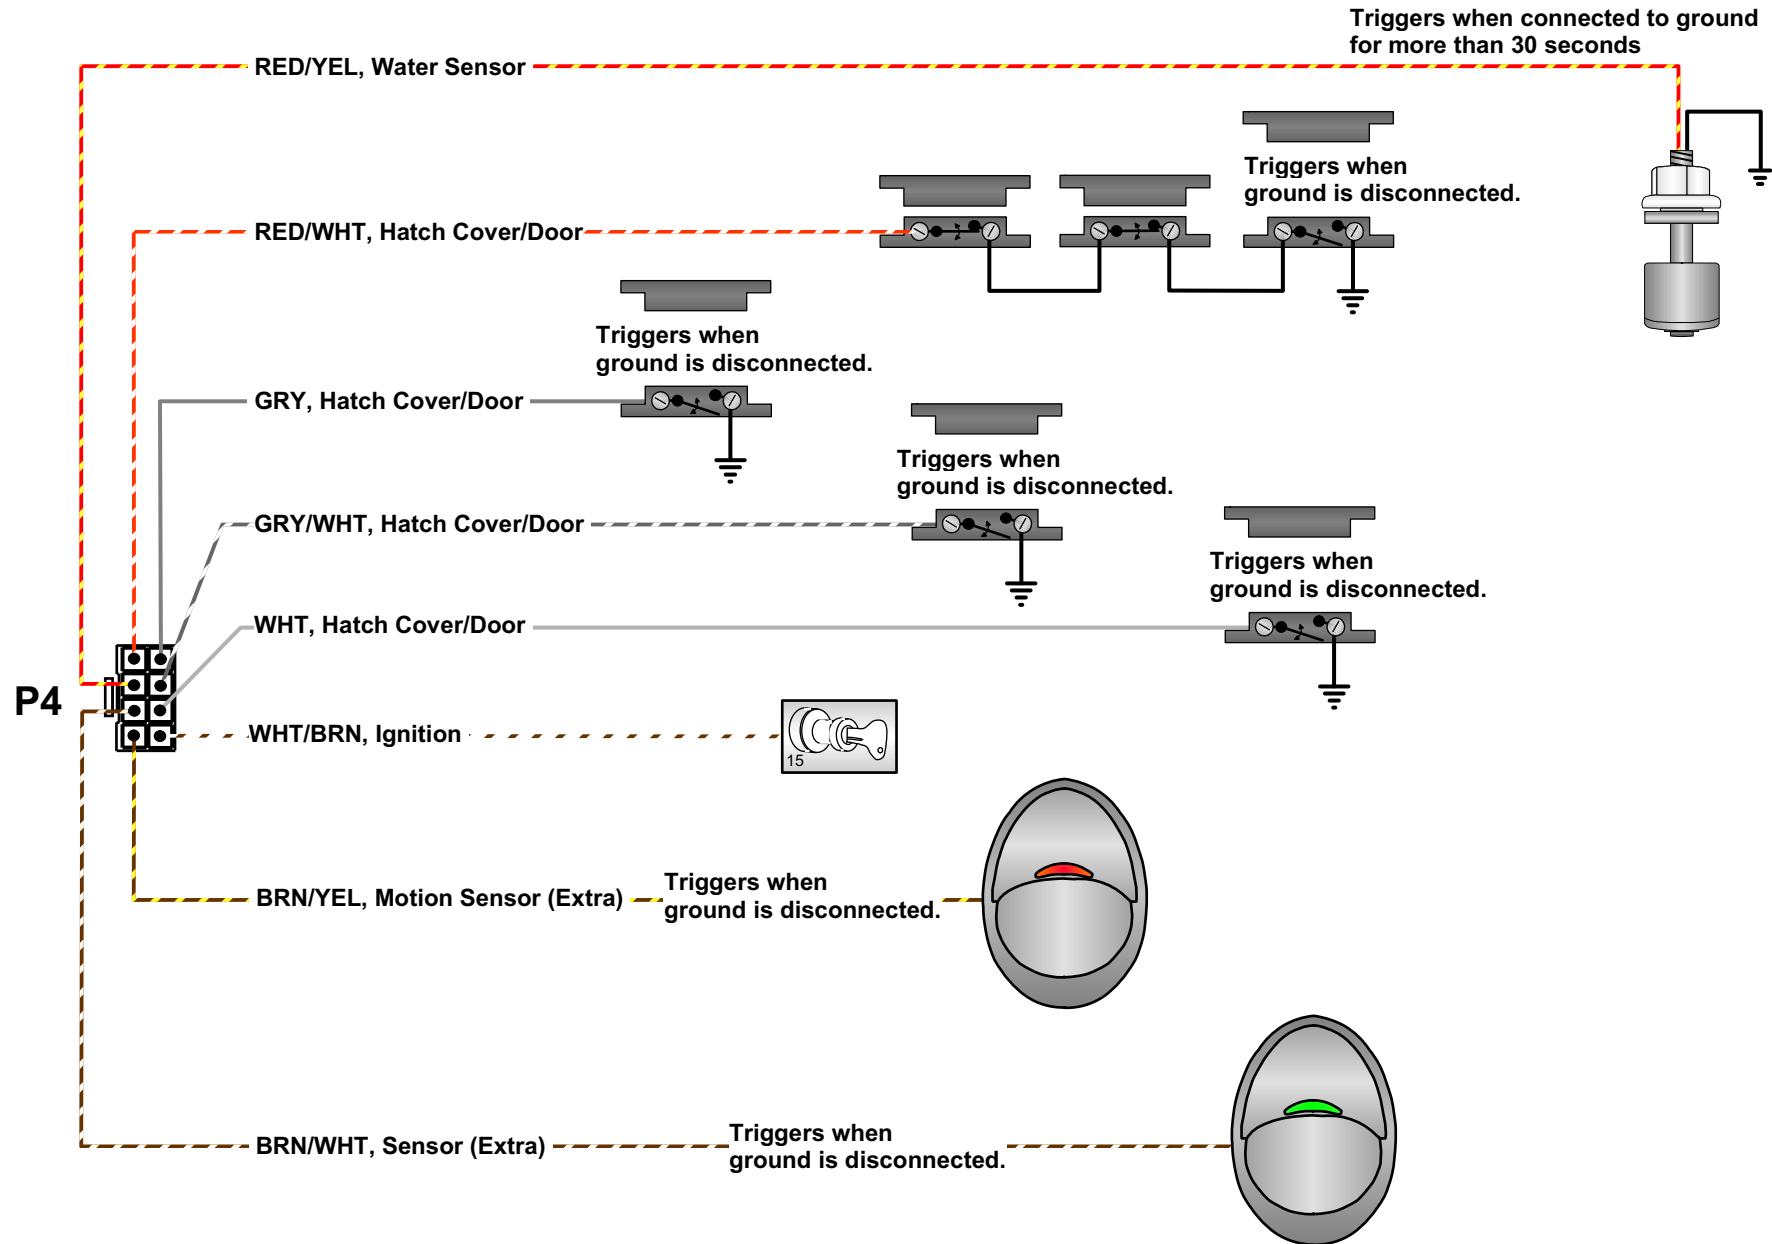 Triggers when connected to ground
for more than 30 seconds
RED/YEL, Water Sensor
Triggers when
ground is disconnected.
RED/WHT, Hatch Cover/Door
Triggers when
ground is disconnected.
GRY, Hatch Cover/Door
Triggers when
ground is disconnected.
GRY/WHT, Hatch Cover/Door
Triggers when
ground is disconnected.
WHT, Hatch Cover/Door
P4
WHT/BRN, Ignition
15
BRN/YEL, Motion Sensor (Extra)
Triggers when
ground is disconnected.
BRN/WHT, Sensor (Extra)
Triggers when
ground is disconnected.